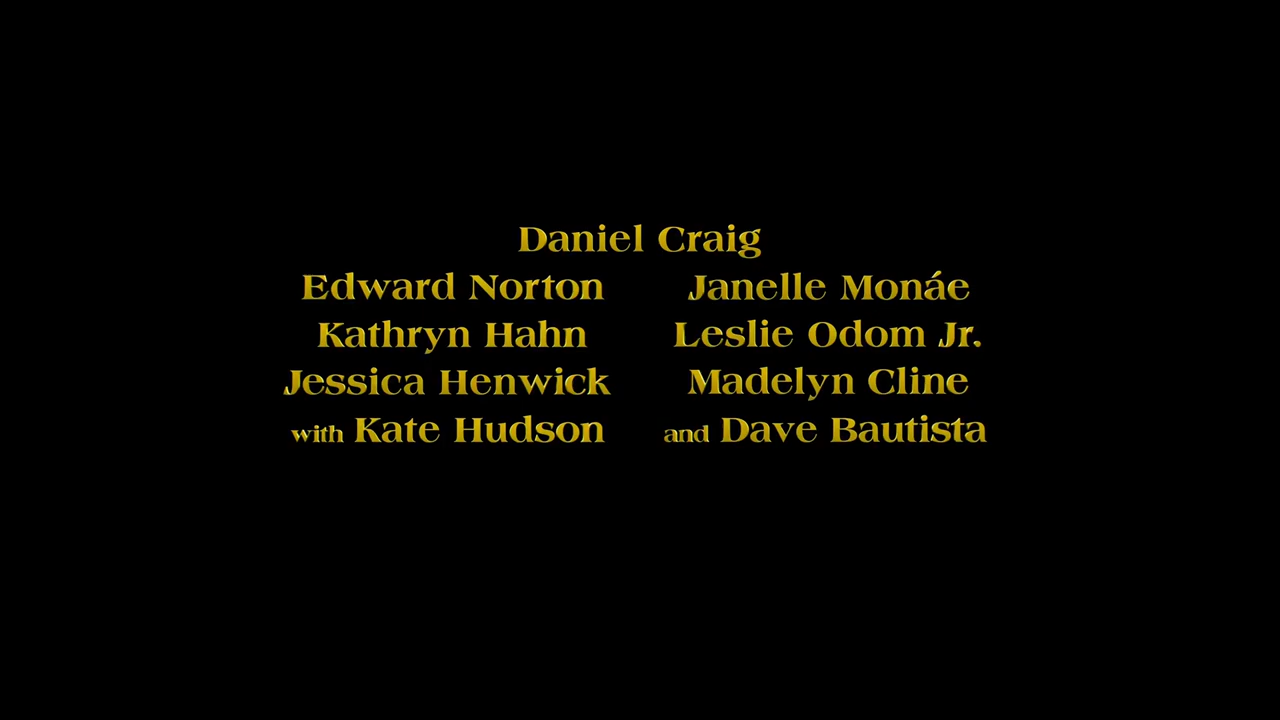 Daniel Craig
Edward Norton Janelle Monáe
Kathryn Hahn Leslie Odom Jr.
Jessica Henwick Madelyn Cline
with Kate Hudson and Dave Bautista